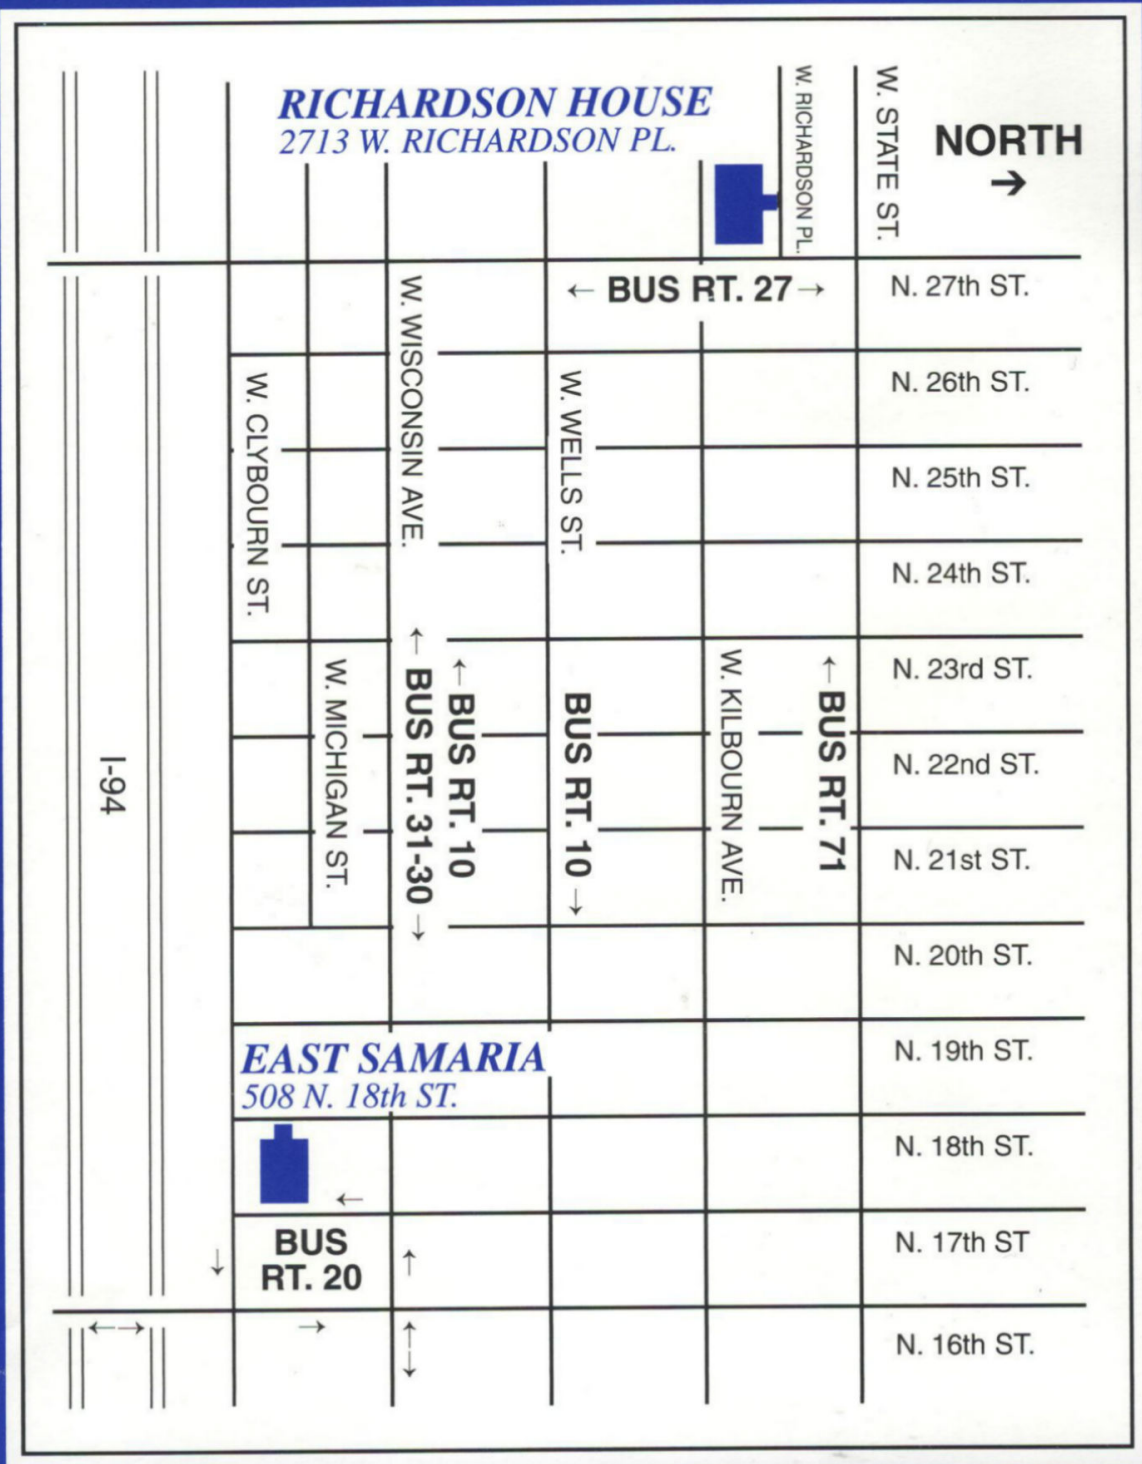 RICHARDSON HOUSE
2713 W. RICHARDSON PL.
W. RICHARDSON PL.
W. STATE ST.
NORTH
→
← BUS RT. 27 →
N. 27th ST.
W. WISCONSIN AVE.
N. 26th ST.
W. CLYBOURN ST.
W. WELLS ST.
N. 25th ST.
N. 24th ST.
N. 23rd ST.
W. MICHIGAN ST.
← BUS RT. 31-30 →
← BUS RT. 10
BUS RT. 10 →
W. KILBOURN AVE.
← BUS RT. 71
N. 22nd ST.
I-94
N. 21st ST.
N. 20th ST.
N. 19th ST.
EAST SAMARIA
508 N. 18th ST.
N. 18th ST.
BUS
RT. 20
N. 17th ST
N. 16th ST.